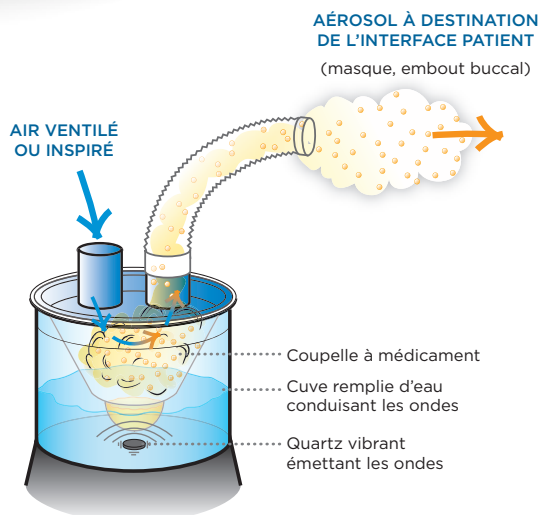 AÉROSOL À DESTINATION
DE L'INTERFACE PATIENT
(masque, embout buccal)
AIR VENTILÉ
OU INSPIRÉ
Coupelle à médicament
Cuve remplie d'eau
conduisant les ondes
Quartz vibrant
émettant les ondes